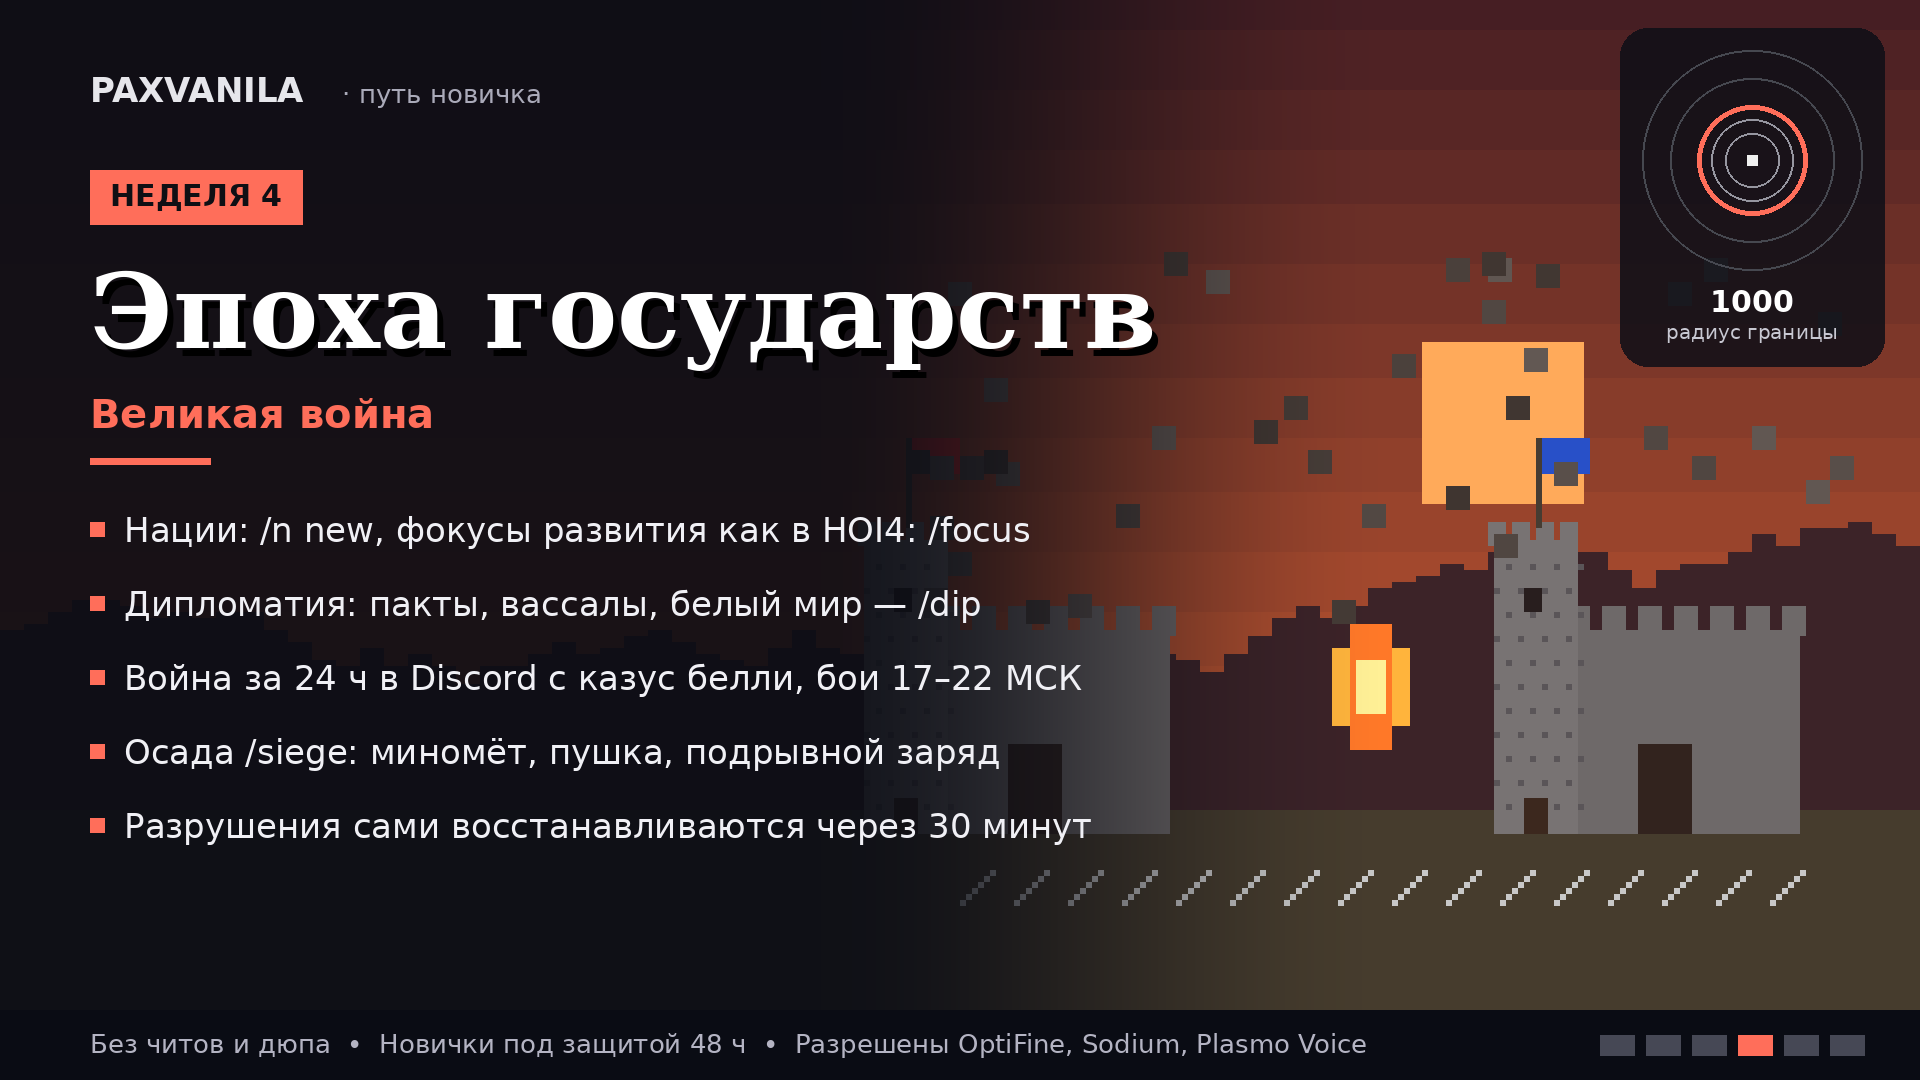 PAXVANILA · путь новичка
НЕДЕЛЯ 4
Эпоха государств
Великая война
Нации: /n new, фокусы развития как в HOI4: /focus
Дипломатия: пакты, вассалы, белый мир — /dip
Война за 24 ч в Discord с казус белли, бои 17–22 МСК
Осада /siege: миномёт, пушка, подрывной заряд
Разрушения сами восстанавливаются через 30 минут
1000
радиус границы
Без читов и дюпа • Новички под защитой 48 ч • Разрешены OptiFine, Sodium, Plasmo Voice